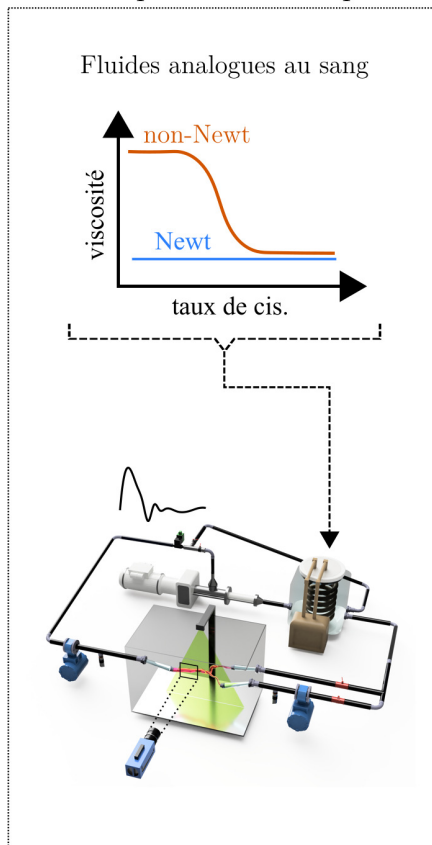 Fluides analogues au sang
non-Newt
viscosité
Newt
taux de cis.